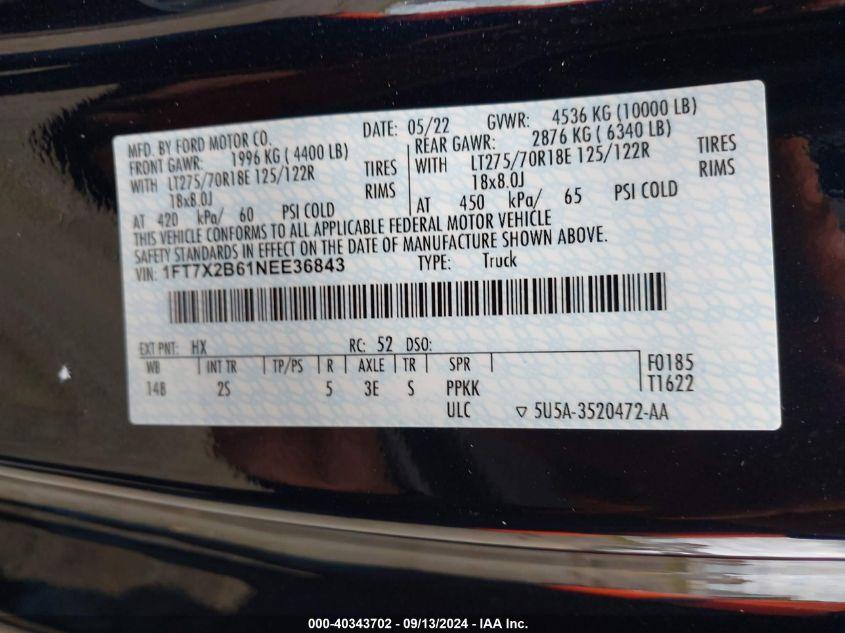 MFD. BY FORD MOTOR CO.
DATE: 05/22 GVWR: 4536 KG (10000 LB)
FRONT GAWR: 1996 KG ( 4400 LB)
REAR GAWR: 2876 KG ( 6340 LB)
WITH LT275/70R18E 125/122R TIRES
WITH LT275/70R18E 125/122R TIRES
18x8.0J RIMS
18x8.0J RIMS
AT 420 kPa/ 60 PSI COLD
AT 450 kPa/ 65 PSI COLD
THIS VEHICLE CONFORMS TO ALL APPLICABLE FEDERAL MOTOR VEHICLE
SAFETY STANDARDS IN EFFECT ON THE DATE OF MANUFACTURE SHOWN ABOVE.
VIN: 1FT7X2B61NEE36843 TYPE: Truck
EXT PNT: HX RC: 52 DSO:
WB INT TR TP/PS R AXLE TR SPR F0185
148 2S 5 3E S PPKK T1622
ULC 5U5A-3520472-AA
000-40343702 - 09/13/2024 - IAA Inc.